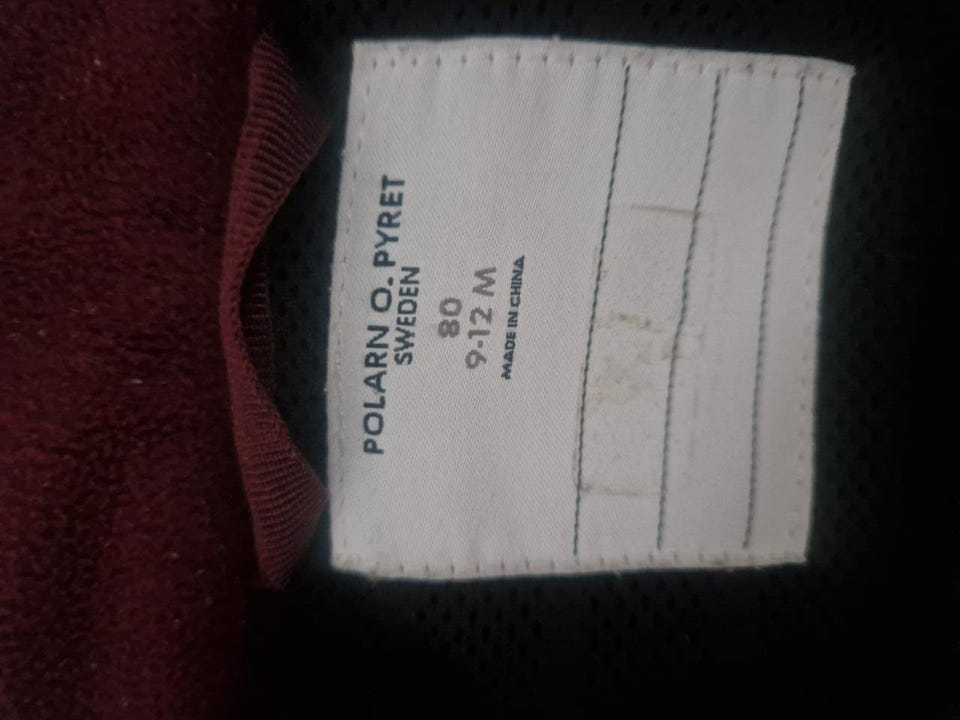 POLARN O. PYRET
SWEDEN
80
9-12 M
MADE IN CHINA